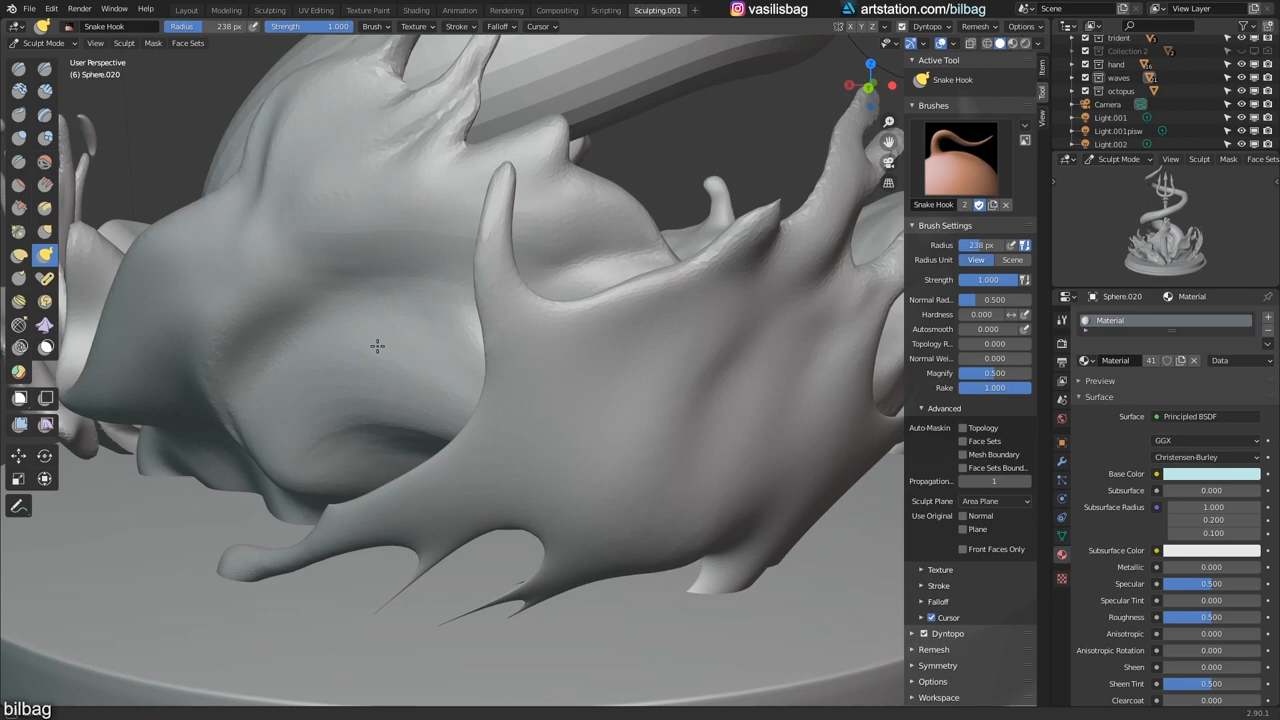 File Edit Render Window Help Layout Modeling Sculpting UV Editing Texture Paint Shading Animation Rendering Compositing Scripting Sculpting.001 vasilisbag artstation.com/bilbag Scene View Layer
Snake Hook Radius 238 px Strength 1.000 Brush Texture Stroke Falloff Cursor Dyntopo Remesh Options
Sculpt Mode View Sculpt Mask Face Sets
User Perspective
(6) Sphere.020
Active Tool
Snake Hook
Brushes
Snake Hook 2
Brush Settings
Radius 238 px
Radius Unit View Scene
Strength 1.000
Normal Rad... 0.500
Hardness 0.000
Autosmooth 0.000
Topology R... 0.000
Normal Wei... 0.000
Magnify 0.500
Rake 1.000
Advanced
Auto-Maskin Topology
Face Sets
Mesh Boundary
Face Sets Bound...
Propagation... 1
Sculpt Plane Area Plane
Use Original Normal
Plane
Front Faces Only
Texture
Stroke
Falloff
Cursor
Dyntopo
Remesh
Symmetry
Options
Workspace
Item
Tool
View
trident
Collection 2 2
hand 16
waves
octopus
Camera
Light.001
Light.001pisw
Light.002
Sculpt Mode View Sculpt Mask Face Sets
Sphere.020 Material
Material
Material 41 Data
Preview
Surface
Surface Principled BSDF
GGX
Christensen-Burley
Base Color
Subsurface 0.000
Subsurface Radius 1.000
0.200
0.100
Subsurface Color
Metallic 0.000
Specular 0.500
Specular Tint 0.000
Roughness 0.500
Anisotropic 0.000
Anisotropic Rotation 0.000
Sheen 0.000
Sheen Tint 0.500
Clearcoat 0.000
bilbag 2.90.1